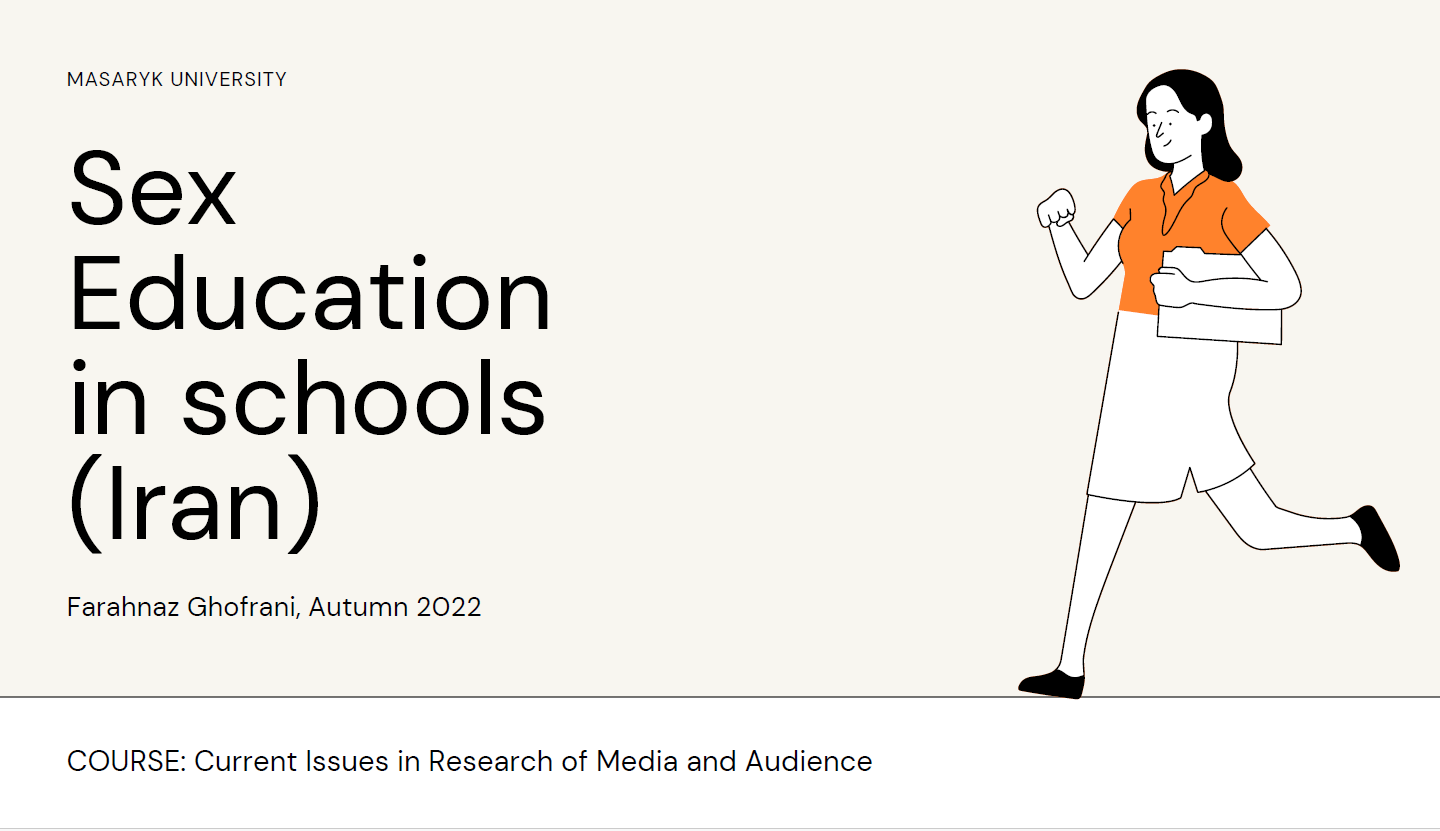 MASARYK UNIVERSITY
Sex
Education
in schools
(Iran)
Farahnaz Ghofrani, Autumn 2022
COURSE: Current Issues in Research of Media and Audience